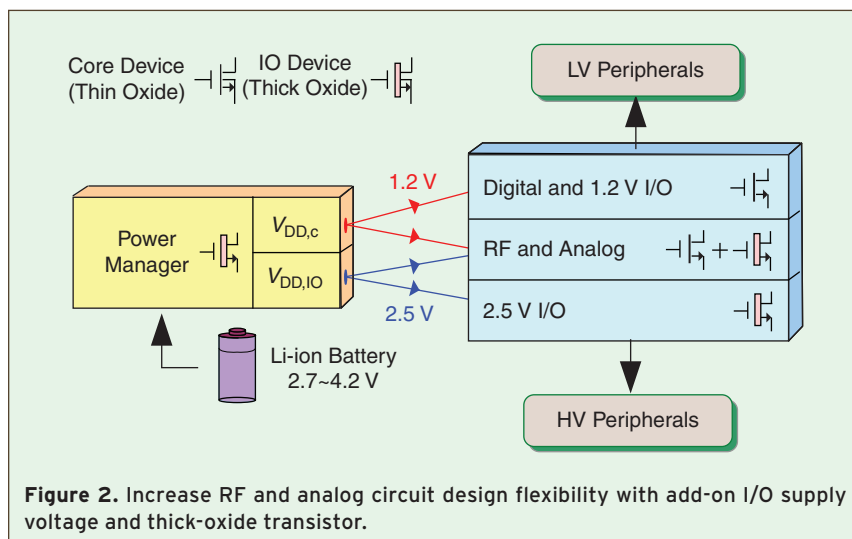 Core Device
(Thin Oxide)
IO Device
(Thick Oxide)
LV Peripherals
1.2 V
Digital and 1.2 V I/O
Power
Manager
VDD,c
VDD,IO
RF and Analog
+
2.5 V
2.5 V I/O
Li-ion Battery
2.7~4.2 V
HV Peripherals
Figure 2. Increase RF and analog circuit design flexibility with add-on I/O supply
voltage and thick-oxide transistor.